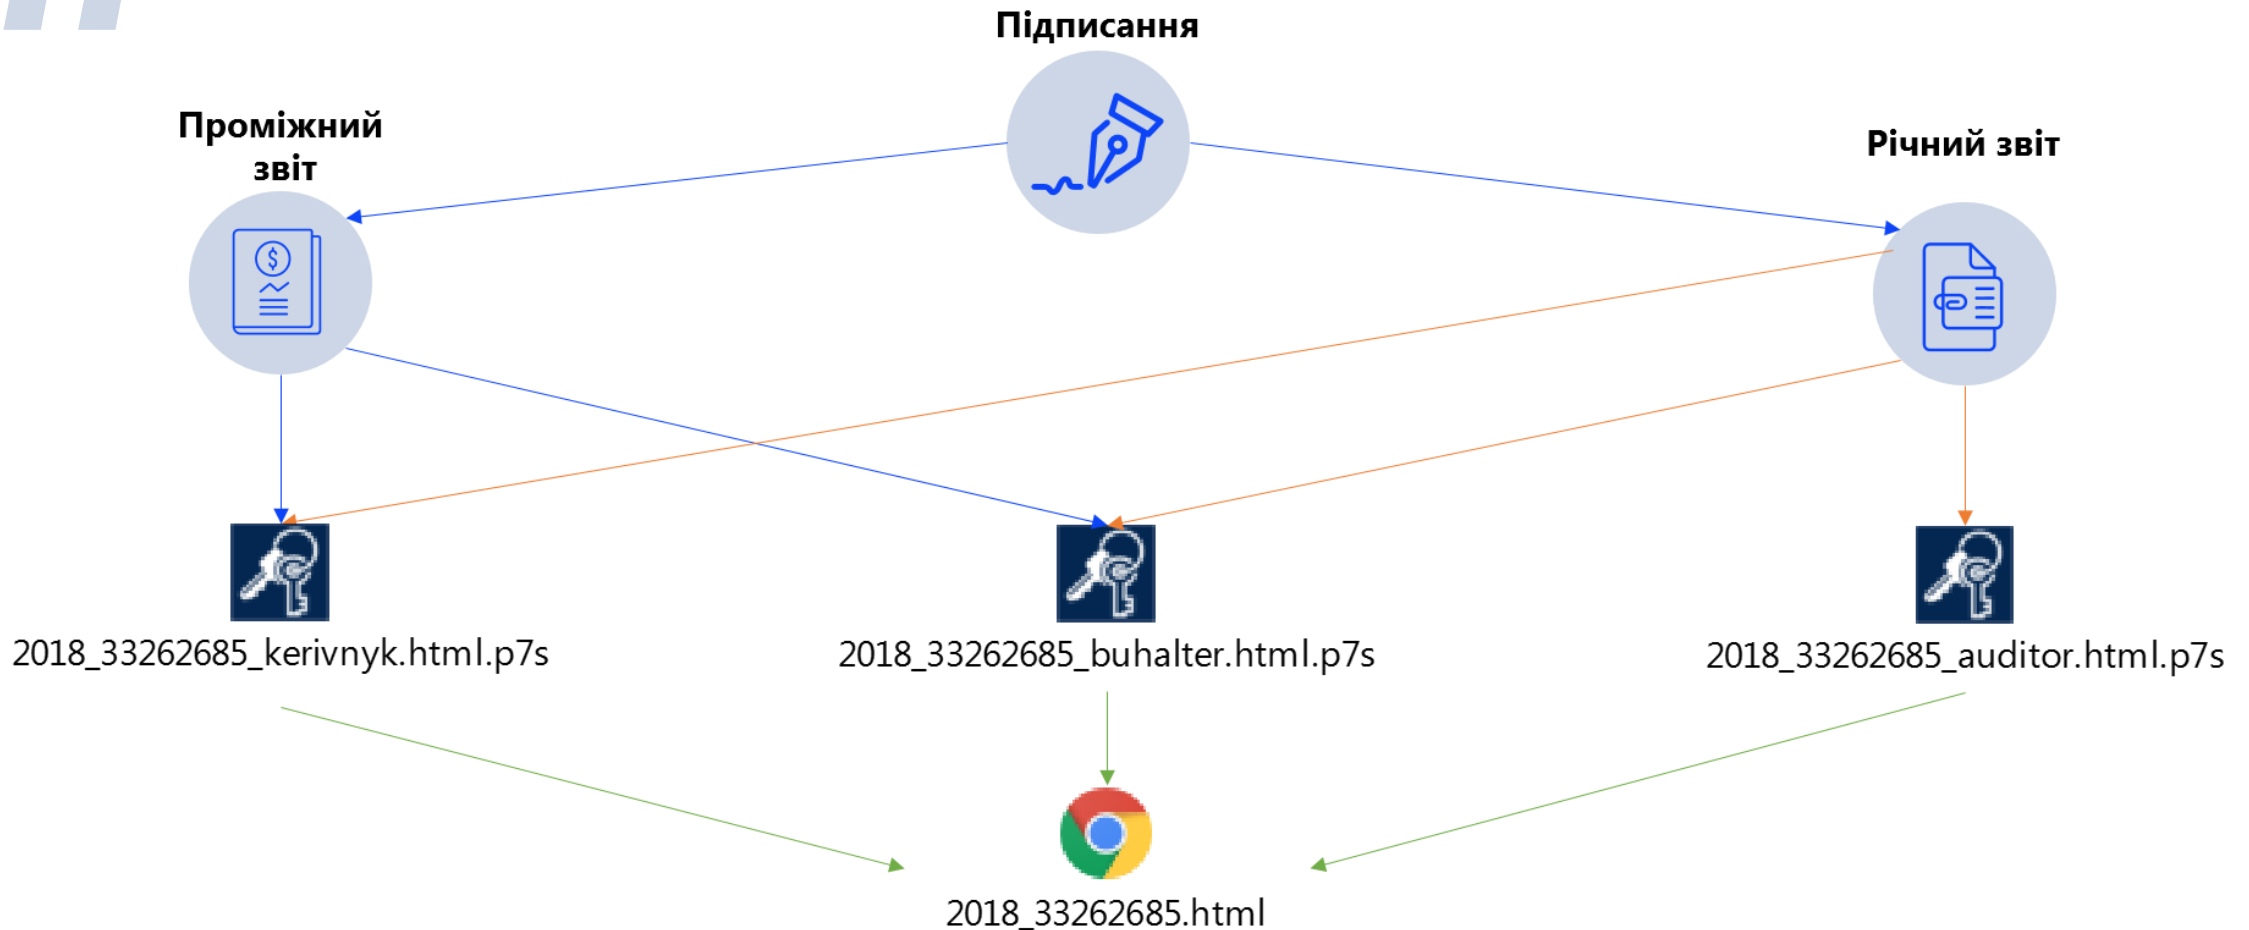 Підписання
Проміжний
звіт
Річний звіт
2018_33262685_kerivnyk.html.p7s
2018_33262685_buhalter.html.p7s
2018_33262685_auditor.html.p7s
2018_33262685.html